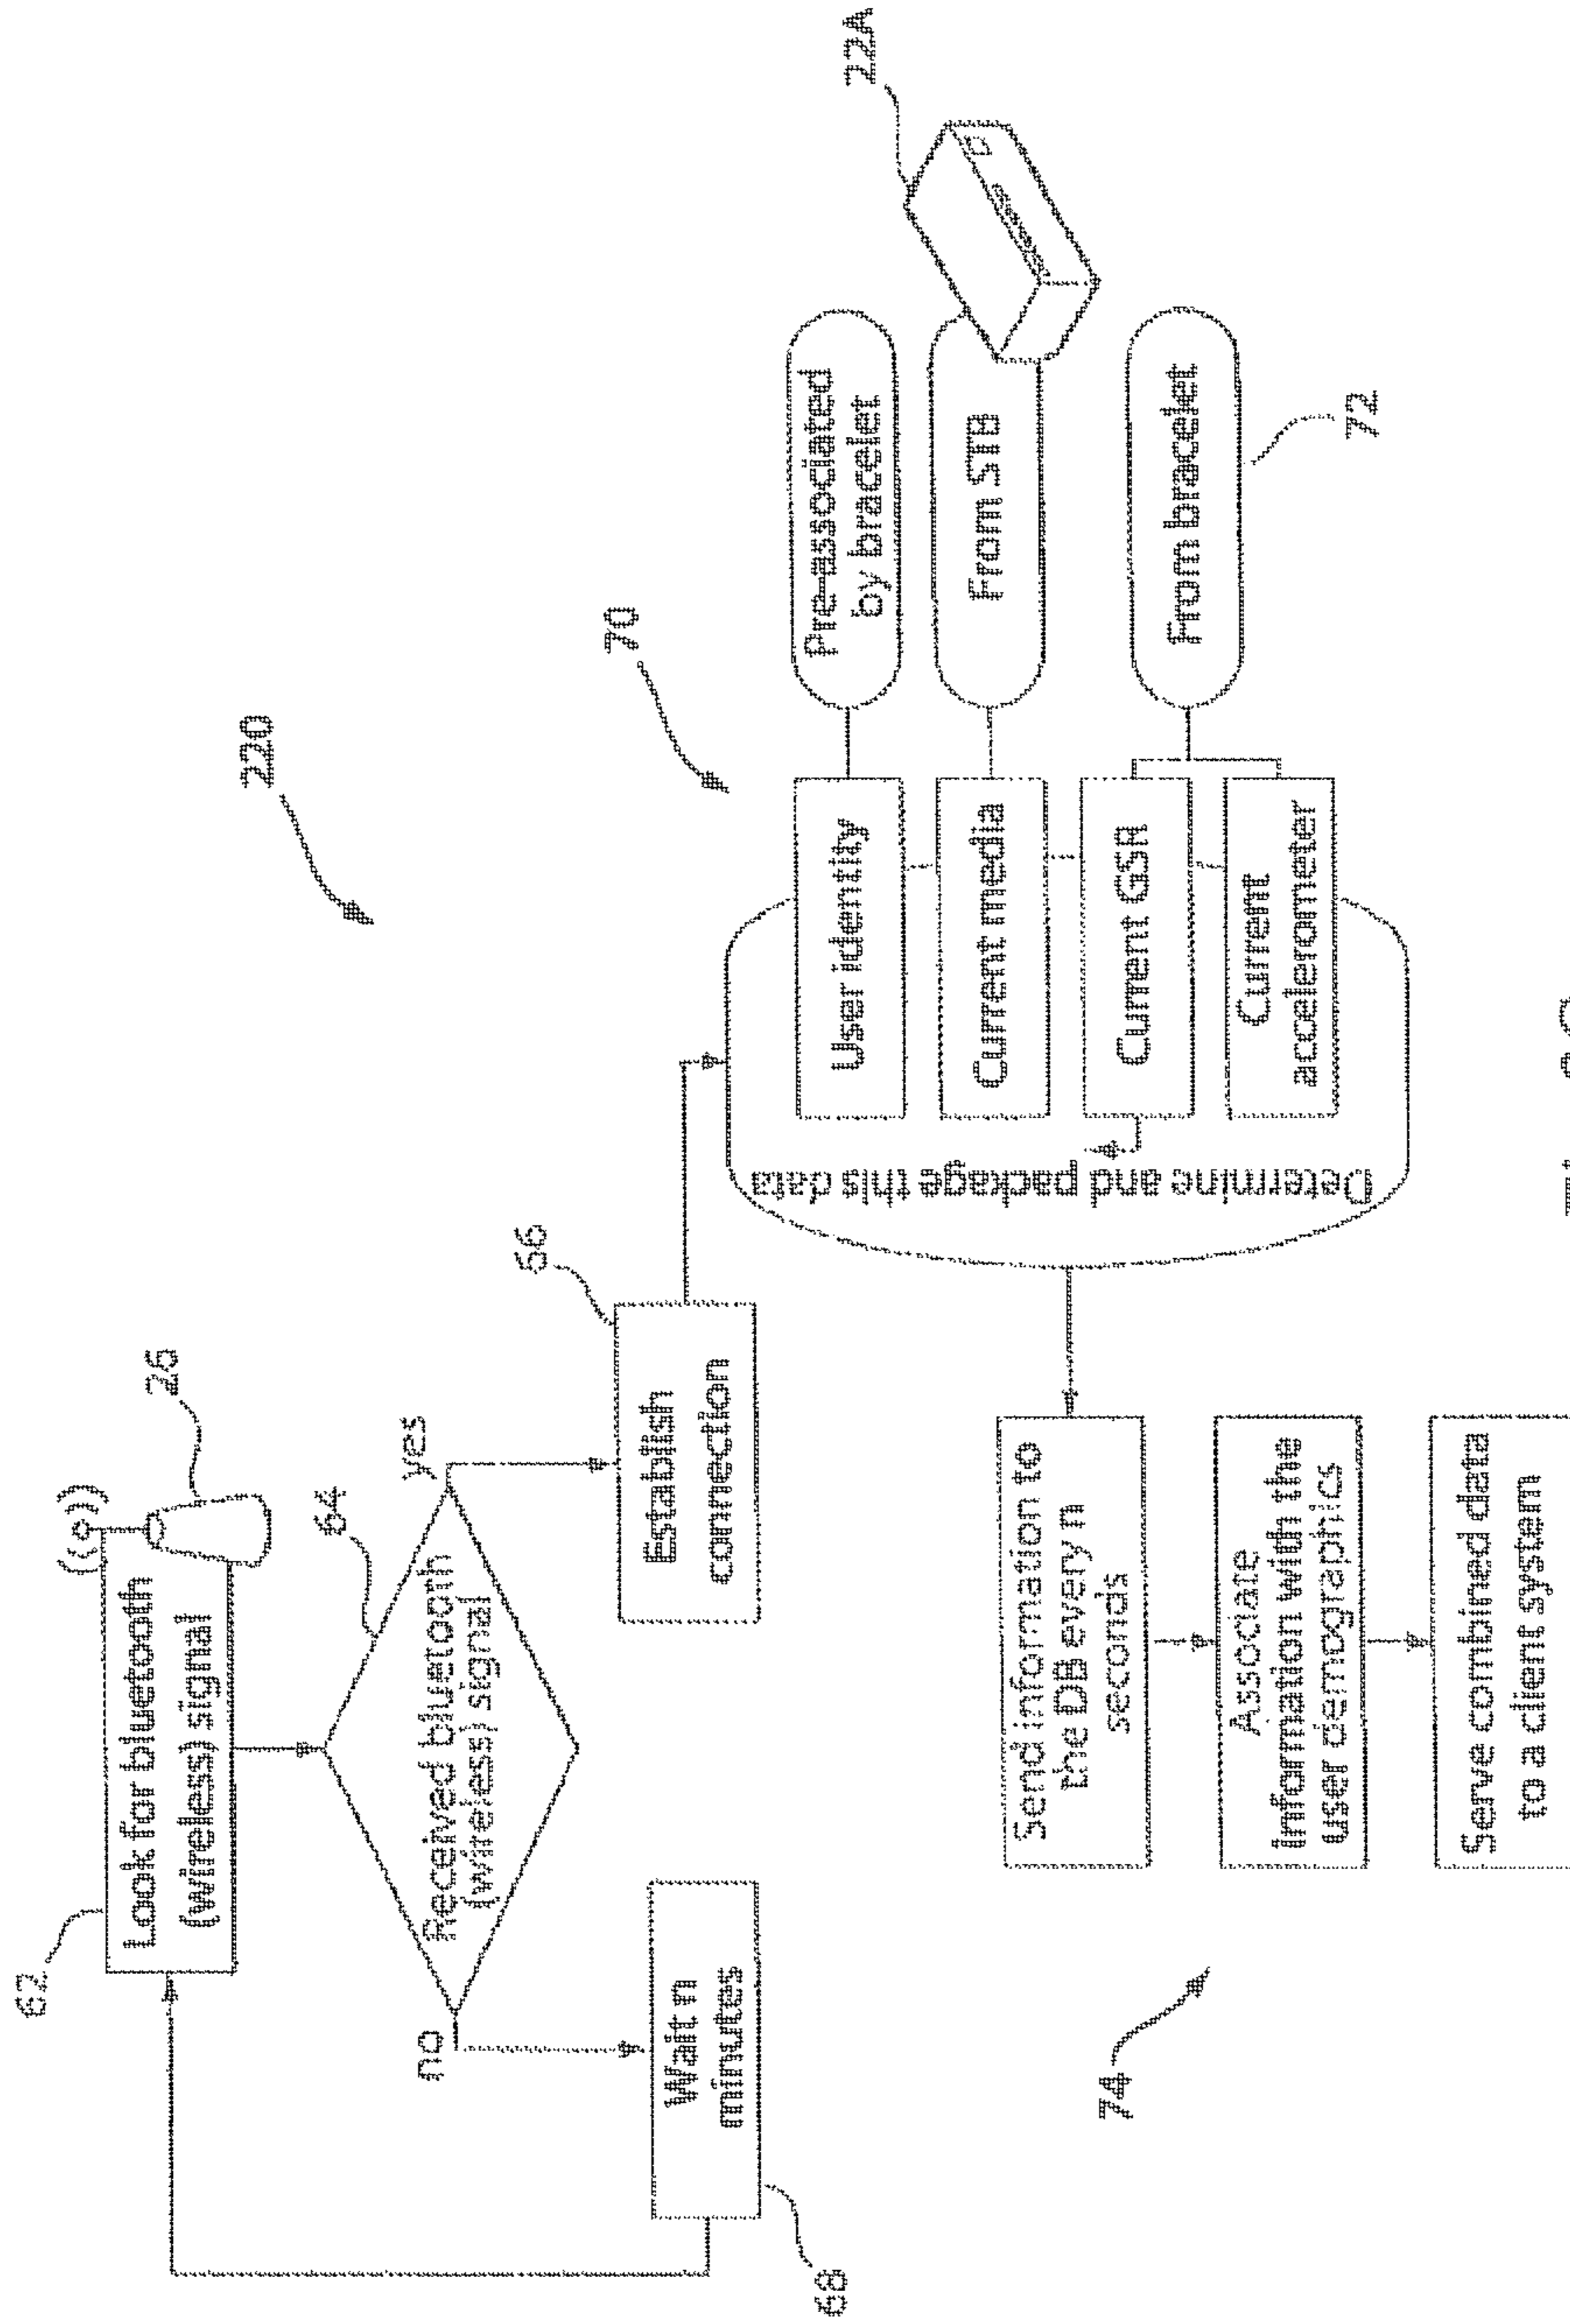 220
62
Look for bluetooth
(wireless) signal
26
64
Received bluetooth
(wireless) signal
no
yes
Wait n
minutes
68
Establish
connection
66
70
User identity
Pre-associated
by bracelet
Current media
From STB
22A
Current GSR
Current
accelerometer
From bracelet
72
Determine and package this data
74
Send information to
the DB every n
seconds
Associate
information with the
user demographics
Serve combined data
to a client system